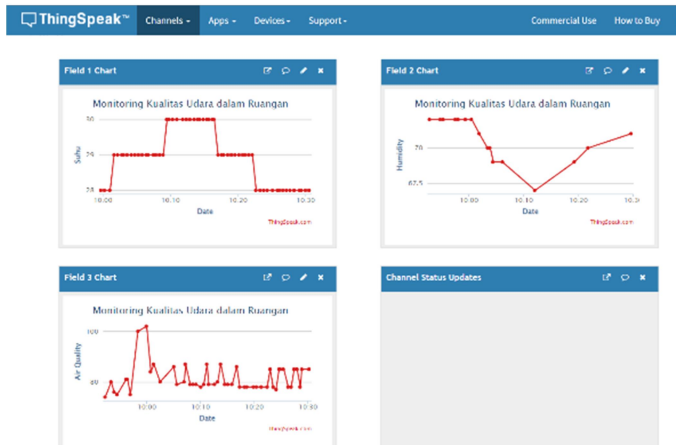 ThingSpeak™ Channels Apps Devices Support Commercial Use How to Buy
Field 1 Chart
Monitoring Kualitas Udara dalam Ruangan
Suhu
30
29
28
10:00 10:10 10:20 10:30
Date
ThingSpeak.com
Field 2 Chart
Monitoring Kualitas Udara dalam Ruangan
Humidity
70
67.5
10:00 10:10 10:20 10:3
Date
ThingSpeak.com
Field 3 Chart
Monitoring Kualitas Udara dalam Ruangan
Air Quality
100
80
10:00 10:10 10:20 10:30
Date
ThingSpeak.com
Channel Status Updates